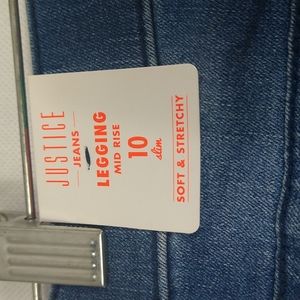 JUSTICE
JEANS
LEGGING
MID RISE
10
slim
SOFT & STRETCHY